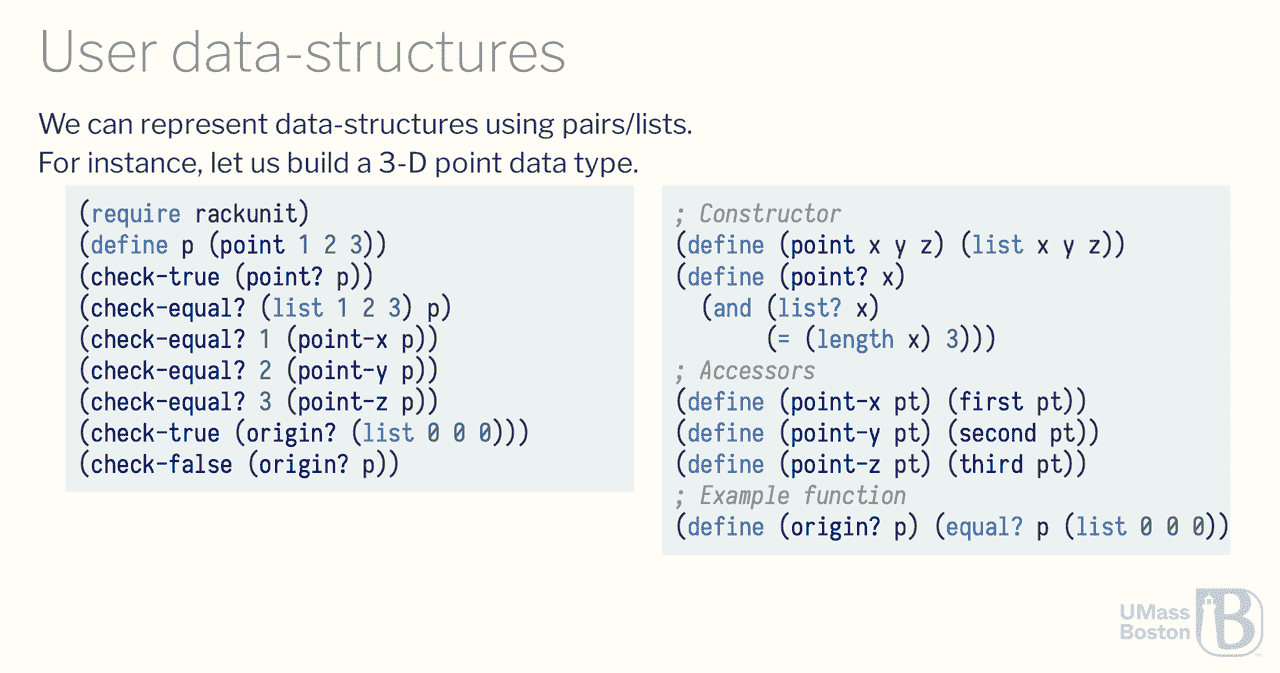 User data-structures
We can represent data-structures using pairs/lists.
For instance, let us build a 3-D point data type.
(require rackunit)
(define p (point 1 2 3))
(check-true (point? p))
(check-equal? (list 1 2 3) p)
(check-equal? 1 (point-x p))
(check-equal? 2 (point-y p))
(check-equal? 3 (point-z p))
(check-true (origin? (list 0 0 0)))
(check-false (origin? p))
; Constructor
(define (point x y z) (list x y z))
(define (point? x)
  (and (list? x)
       (= (length x) 3)))
; Accessors
(define (point-x pt) (first pt))
(define (point-y pt) (second pt))
(define (point-z pt) (third pt))
; Example function
(define (origin? p) (equal? p (list 0 0 0))
UMass
Boston
B